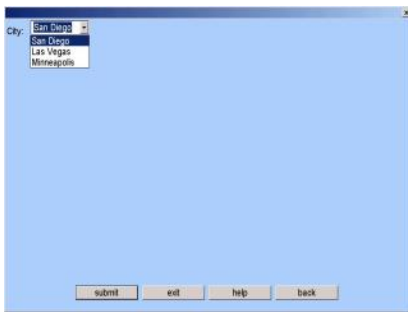 City: San Diego
San Diego
Las Vegas
Minneapolis
submit exit help back